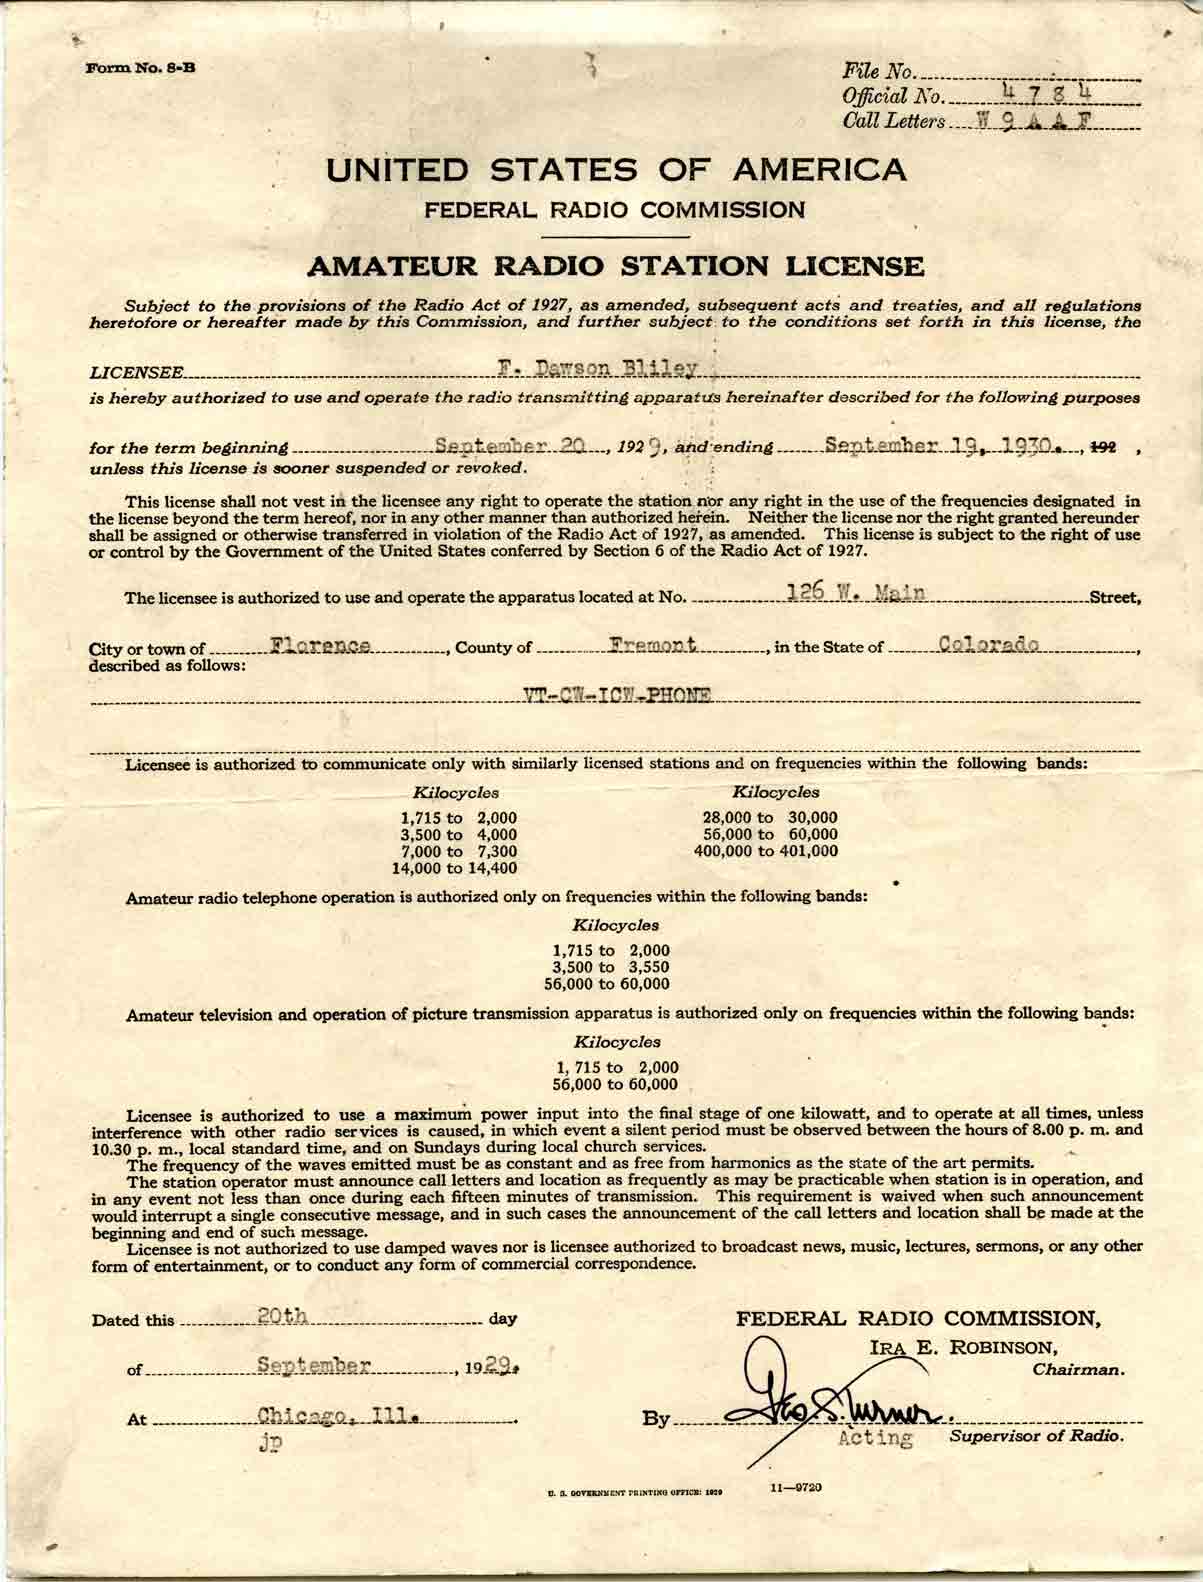 Form No. 8-B
File No.
Official No. 4784
Call Letters W9AAF
UNITED STATES OF AMERICA
FEDERAL RADIO COMMISSION
AMATEUR RADIO STATION LICENSE
Subject to the provisions of the Radio Act of 1927, as amended, subsequent acts and treaties, and all regulations
heretofore or hereafter made by this Commission, and further subject to the conditions set forth in this license, the
LICENSEE F. Dawson Bliley
is hereby authorized to use and operate the radio transmitting apparatus hereinafter described for the following purposes
for the term beginning September 20, 1929, and ending September 19, 1930., 192 ,
unless this license is sooner suspended or revoked.
This license shall not vest in the licensee any right to operate the station nor any right in the use of the frequencies designated in
the license beyond the term hereof, nor in any other manner than authorized herein. Neither the license nor the right granted hereunder
shall be assigned or otherwise transferred in violation of the Radio Act of 1927, as amended. This license is subject to the right of use
or control by the Government of the United States conferred by Section 6 of the Radio Act of 1927.
The licensee is authorized to use and operate the apparatus located at No. 126 W. Main Street,
City or town of Florence, County of Fremont, in the State of Colorado,
described as follows:
VT-CW-ICW-PHONE
Licensee is authorized to communicate only with similarly licensed stations and on frequencies within the following bands:
Kilocycles Kilocycles
1,715 to 2,000 28,000 to 30,000
3,500 to 4,000 56,000 to 60,000
7,000 to 7,300 400,000 to 401,000
14,000 to 14,400
Amateur radio telephone operation is authorized only on frequencies within the following bands:
Kilocycles
1,715 to 2,000
3,500 to 3,550
56,000 to 60,000
Amateur television and operation of picture transmission apparatus is authorized only on frequencies within the following bands:
Kilocycles
1, 715 to 2,000
56,000 to 60,000
Licensee is authorized to use a maximum power input into the final stage of one kilowatt, and to operate at all times, unless
interference with other radio services is caused, in which event a silent period must be observed between the hours of 8.00 p. m. and
10.30 p. m., local standard time, and on Sundays during local church services.
The frequency of the waves emitted must be as constant and as free from harmonics as the state of the art permits.
The station operator must announce call letters and location as frequently as may be practicable when station is in operation, and
in any event not less than once during each fifteen minutes of transmission. This requirement is waived when such announcement
would interrupt a single consecutive message, and in such cases the announcement of the call letters and location shall be made at the
beginning and end of such message.
Licensee is not authorized to use damped waves nor is licensee authorized to broadcast news, music, lectures, sermons, or any other
form of entertainment, or to conduct any form of commercial correspondence.
Dated this 20th day
of September, 1929.
At Chicago, Ill.
jp
FEDERAL RADIO COMMISSION,
IRA E. ROBINSON,
Chairman.
By Geo S. Turner.
Acting Supervisor of Radio.
U. S. GOVERNMENT PRINTING OFFICE: 1929
11—9720